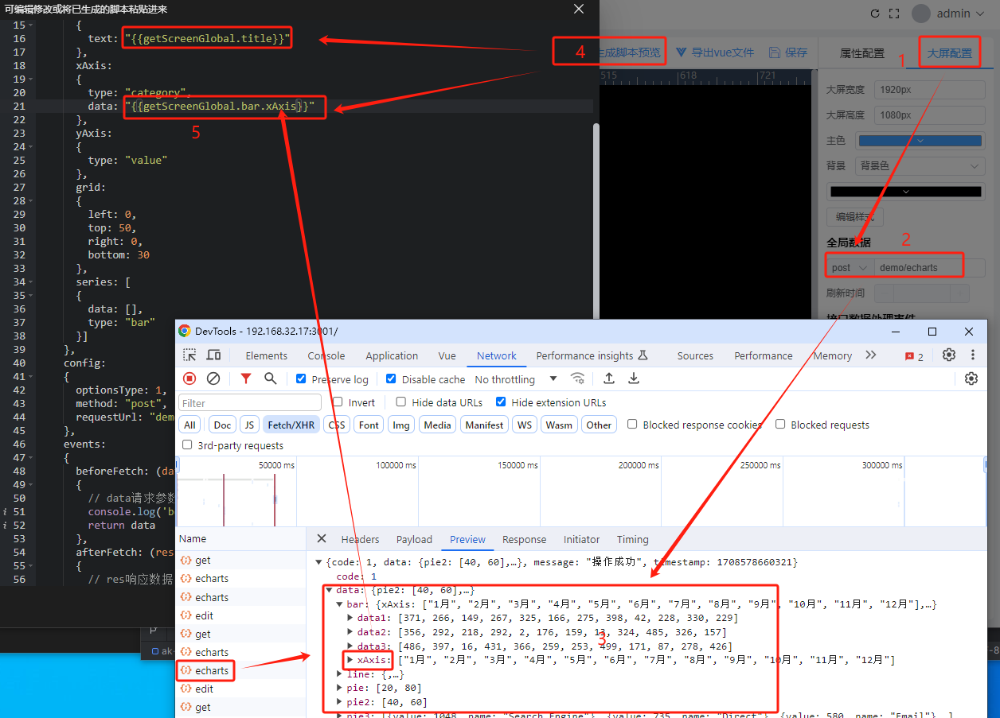 可编辑修改或将已生成的脚本粘贴进来
15 {
16 text: "{{getScreenGlobal.title}}"
17 },
18 xAxis:
19 {
20 type: "category",
21 data: "{{getScreenGlobal.bar.xAxis}}"
22 },
23 yAxis:
24 {
25 type: "value"
26 },
27 grid:
28 {
29 left: 0,
30 top: 50,
31 right: 0,
32 bottom: 30
33 },
34 series: [
35 {
36 data: [],
37 type: "bar"
38 }]
39 },
40 config:
41 {
42 optionsType: 1,
43 method: "post",
44 requestUrl: "dem
45 },
46 events:
47 {
48 beforeFetch: (da
49 {
50 // data请求参数
51 console.log('b
52 return data
53 },
54 afterFetch: (res
55 {
56 // res响应数据
4
5
admin
生成脚本预览
导出vue文件
保存
属性配置
1
大屏配置
515
618
721
大屏宽度 1920px
大屏高度 1080px
主色
背景 背景色
编辑样式
全局数据
2
post demo/echarts
刷新时间
接口数据处理事件
DevTools - 192.168.32.17:3001/
Elements Console Application Vue Network Performance insights Sources Performance Memory 2
Preserve log Disable cache No throttling
Filter Invert Hide data URLs Hide extension URLs
All Doc JS Fetch/XHR CSS Font Img Media Manifest WS Wasm Other Blocked response cookies Blocked requests
3rd-party requests
50000 ms 100000 ms 150000 ms 200000 ms 250000 ms 300000 ms
Name
get
echarts
echarts
edit
get
echarts
echarts
edit
get
Headers Payload Preview Response Initiator Timing
{code: 1, data: {pie2: [40, 60],…}, message: "操作成功", timestamp: 1708578660321}
code: 1
data: {pie2: [40, 60],…}
bar: {xAxis: ["1月", "2月", "3月", "4月", "5月", "6月", "7月", "8月", "9月", "10月", "11月", "12月"],…}
data1: [371, 266, 149, 267, 325, 166, 275, 398, 42, 228, 330, 229]
data2: [356, 292, 218, 292, 2, 176, 159, 13, 324, 485, 326, 157]
3
data3: [486, 397, 16, 431, 366, 259, 253, 499, 171, 87, 278, 426]
xAxis: ["1月", "2月", "3月", "4月", "5月", "6月", "7月", "8月", "9月", "10月", "11月", "12月"]
line: {,…}
pie: [20, 80]
pie2: [40, 60]
pie3: [{value: 1048, name: "Search Engine"}, {value: 735, name: "Direct"}, {value: 580, name: "Email"},…]
ak-
-8